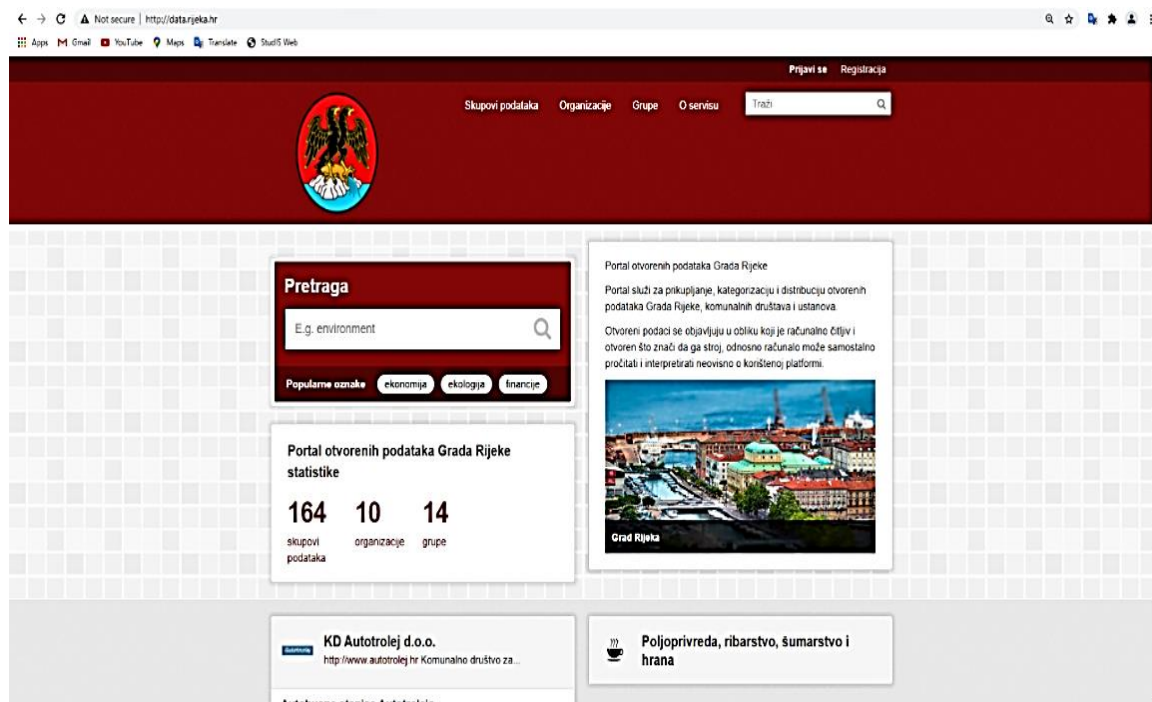 Not secure | http://data.rijeka.hr
Apps Gmail YouTube Maps Translate Studi5 Web
Prijavi se Registracija
Skupovi podataka Organizacije Grupe O servisu Traži
Pretraga
E.g. environment
Popularne oznake ekonomija ekologija financije
Portal otvorenih podataka Grada Rijeke
statistike
164 10 14
skupovi podataka organizacije grupe
Portal otvorenih podataka Grada Rijeke
Portal služi za prikupljanje, kategorizaciju i distribuciju otvorenih
podataka Grada Rijeke, komunalnih društava i ustanova.
Otvoreni podaci se objavljuju u obliku koji je računalno čitljiv i
otvoren što znači da ga stroj, odnosno računalo može samostalno
pročitati i interpretirati neovisno o korištenoj platformi.
Grad Rijeka
KD Autotrolej d.o.o.
http://www.autotrolej.hr Komunalno društvo za...
Poljoprivreda, ribarstvo, šumarstvo i
hrana